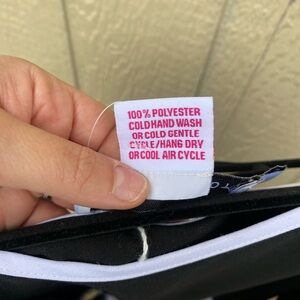 100% POLYESTER
COLD HAND WASH
OR COLD GENTLE
CYCLE/HANG DRY
OR COOL AIR CYCLE